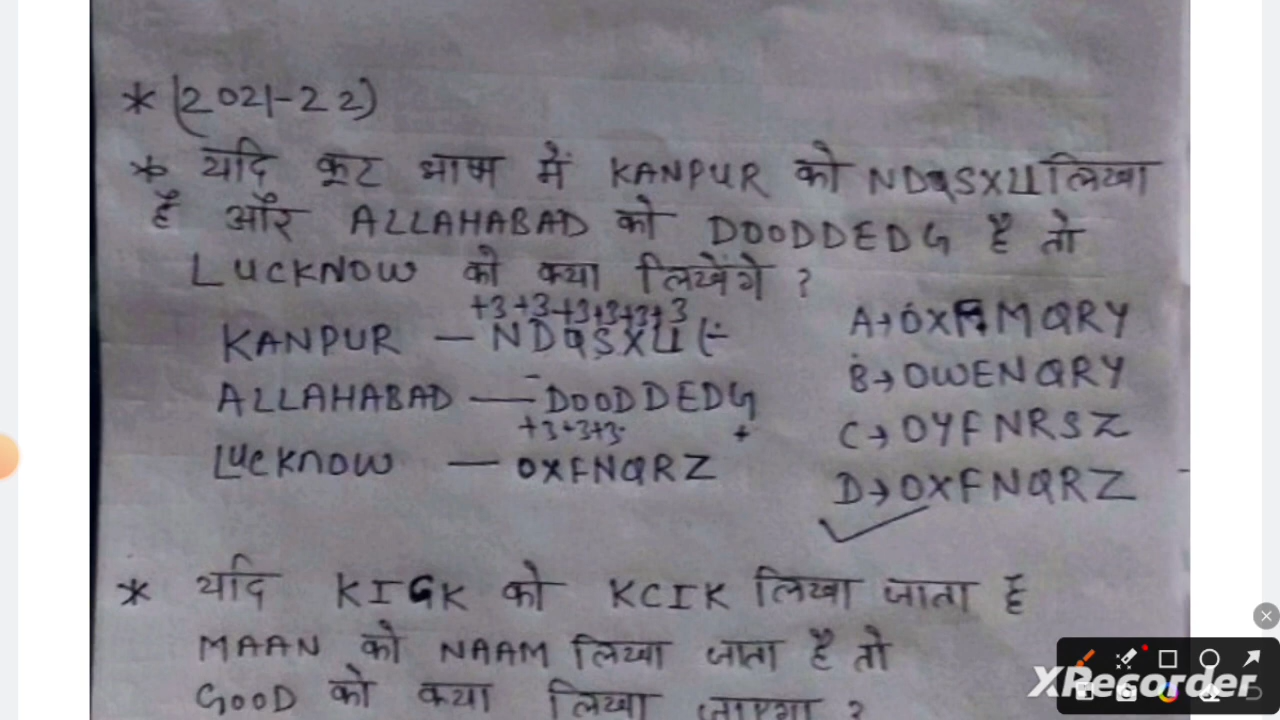 * (2021-22)
* यदि कूट भाषा में KANPUR को NDQSXU लिखा
है और ALLAHABAD को DOODDEDG है तो
LUCKNOW को क्या लिखेंगे ?
+3+3+3+3+3+3
KANPUR — NDQSXU (-
A→OXFMQRY
ALLAHABAD — DOODDEDG
B→OWENQRY
+3+3+3. +
C→OYFNRSZ
LUCKNOW — OXFNQRZ
D→OXFNQRZ
* यदि KIGK को KCIK लिखा जाता है
MAAN को NAAM लिखा जाता है तो
GOOD को क्या लिखा जाएगा ?
XRecorder